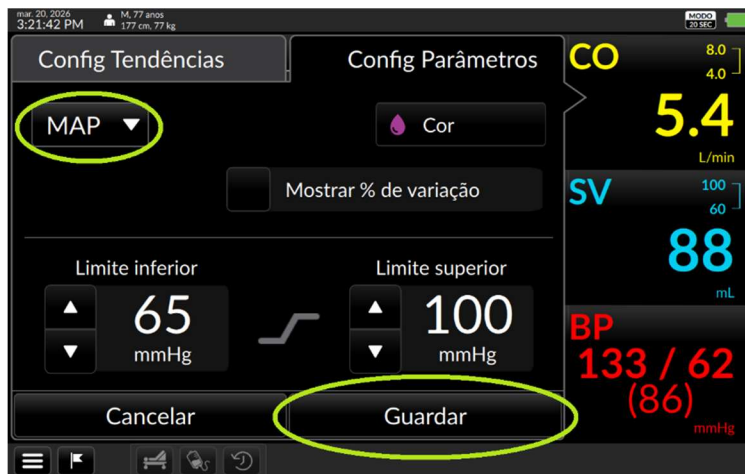 mar. 20, 2026
3:21:42 PM
M, 77 anos
177 cm, 77 kg
MODO
20 SEC
Config Tendências
Config Parâmetros
MAP
Cor
Mostrar % de variação
Limite inferior
Limite superior
65
mmHg
100
mmHg
Cancelar
Guardar
CO
8.0
4.0
5.4
L/min
SV
100
60
88
mL
BP
133 / 62
(86)
mmHg